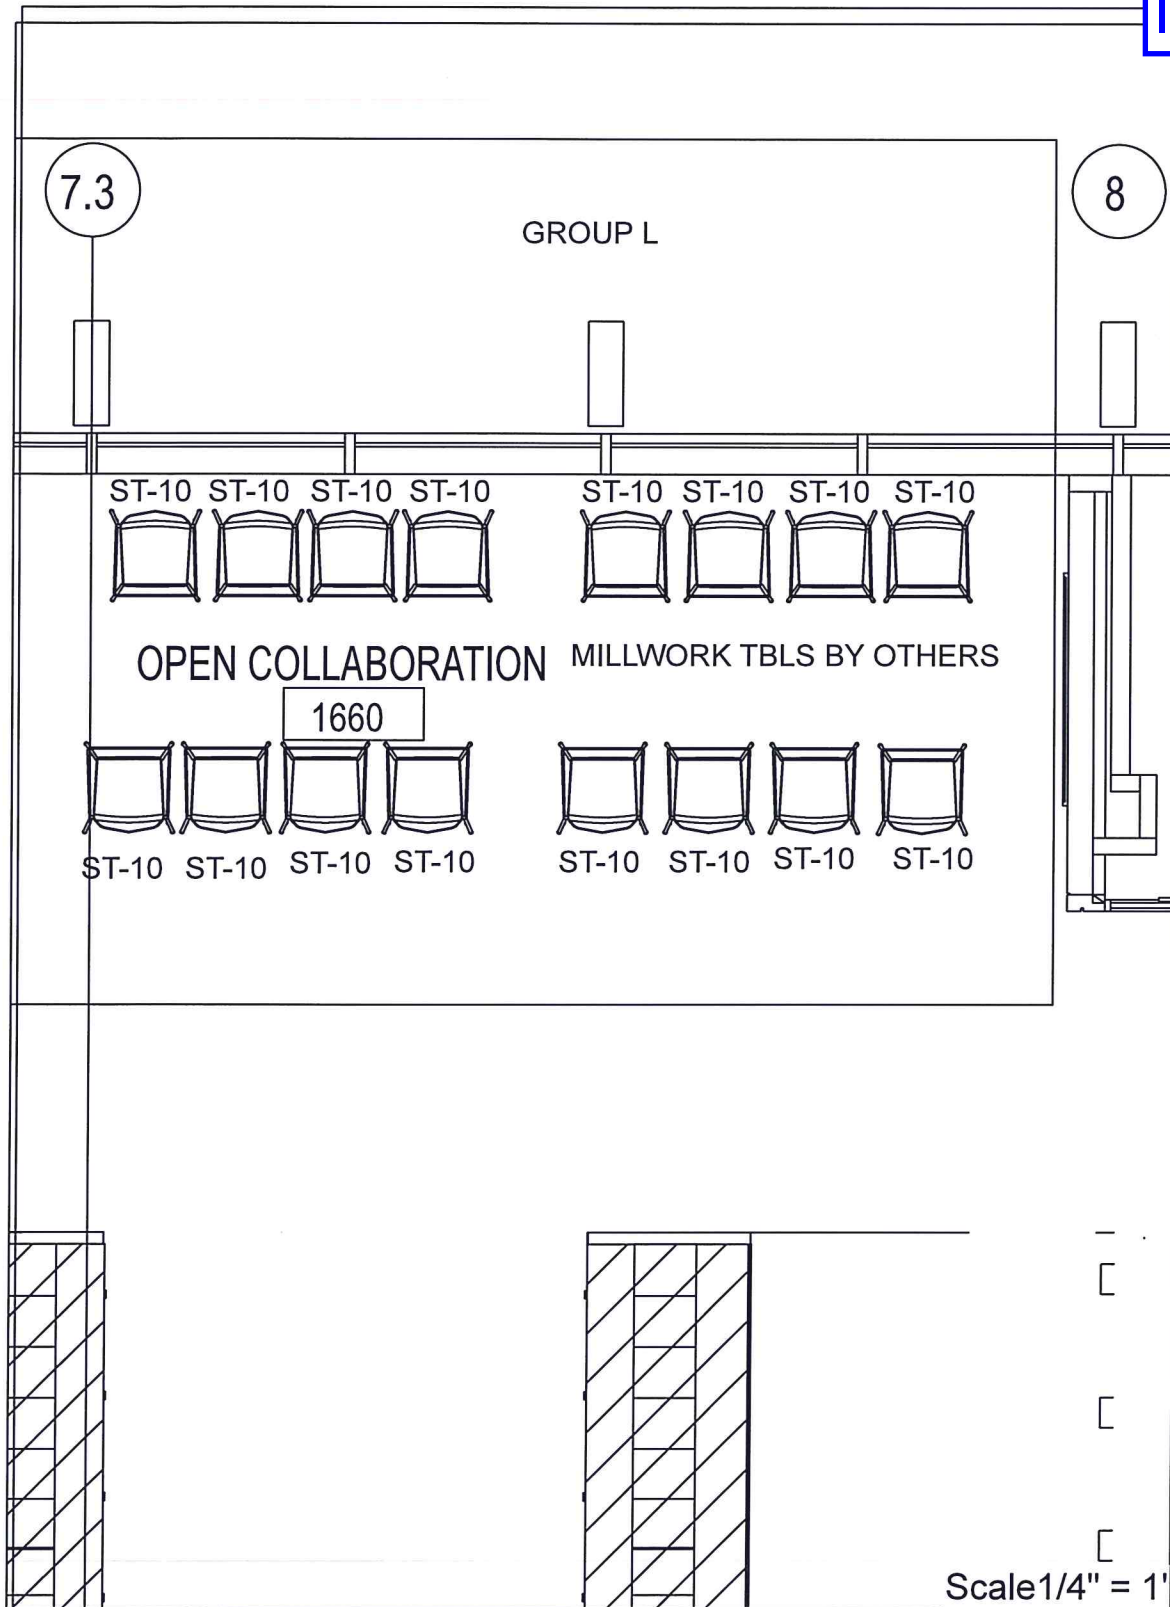 7.3
8
GROUP L
ST-10 ST-10 ST-10 ST-10 ST-10 ST-10 ST-10 ST-10
OPEN COLLABORATION MILLWORK TBLS BY OTHERS
1660
ST-10 ST-10 ST-10 ST-10 ST-10 ST-10 ST-10 ST-10
Scale1/4" = 1'